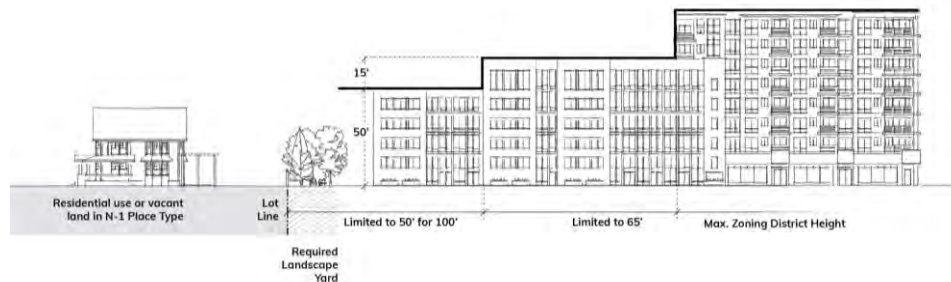 15'
50'
Residential use or vacant
land in N-1 Place Type
Lot
Line
Limited to 50' for 100'
Limited to 65'
Max. Zoning District Height
Required
Landscape
Yard